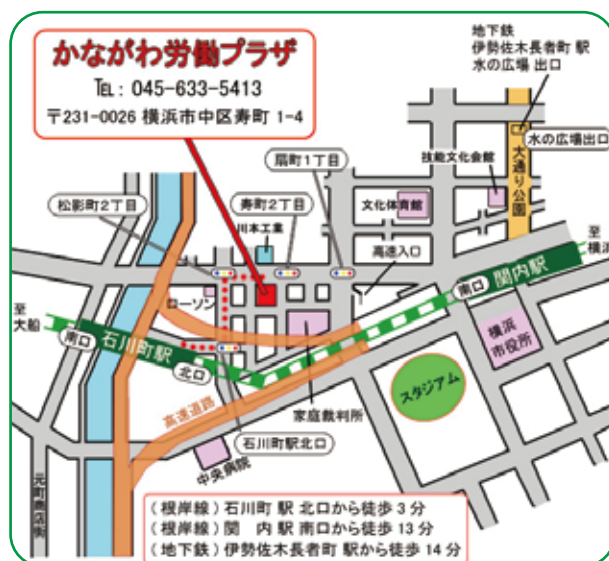 かながわ労働プラザ
TEL: 045-633-5413
〒231-0026 横浜市中区寿町 1-4
地下鉄
伊勢佐木長者町 駅
水の広場 出口
水の広場出口
大通り公園
技能文化会館
扇町1丁目
文化体育館
松影町2丁目
寿町2丁目
川本工業
高速入口
至
横浜
関内駅
南口
ローソン
至
大船
南口
石川町駅
北口
横浜
市役所
スタジアム
家庭裁判所
高速道路
石川町駅北口
中央病院
元町商店街
(根岸線) 石川町 駅 北口から徒歩 3 分
(根岸線) 関 内 駅 南口から徒歩 13 分
(地下鉄) 伊勢佐木長者町 駅から徒歩 14 分